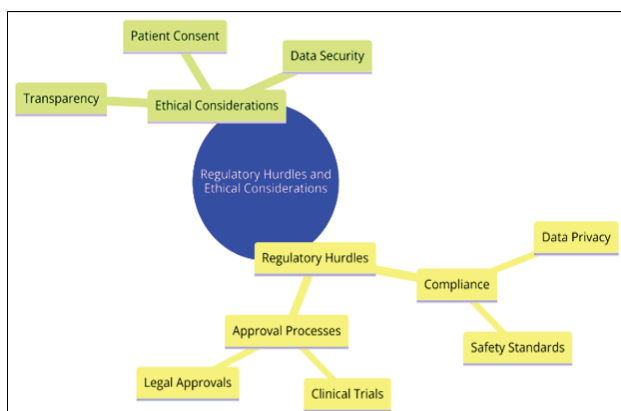 Patient Consent
Data Security
Transparency
Ethical Considerations
Regulatory Hurdles and
Ethical Considerations
Data Privacy
Regulatory Hurdles
Compliance
Approval Processes
Safety Standards
Legal Approvals
Clinical Trials